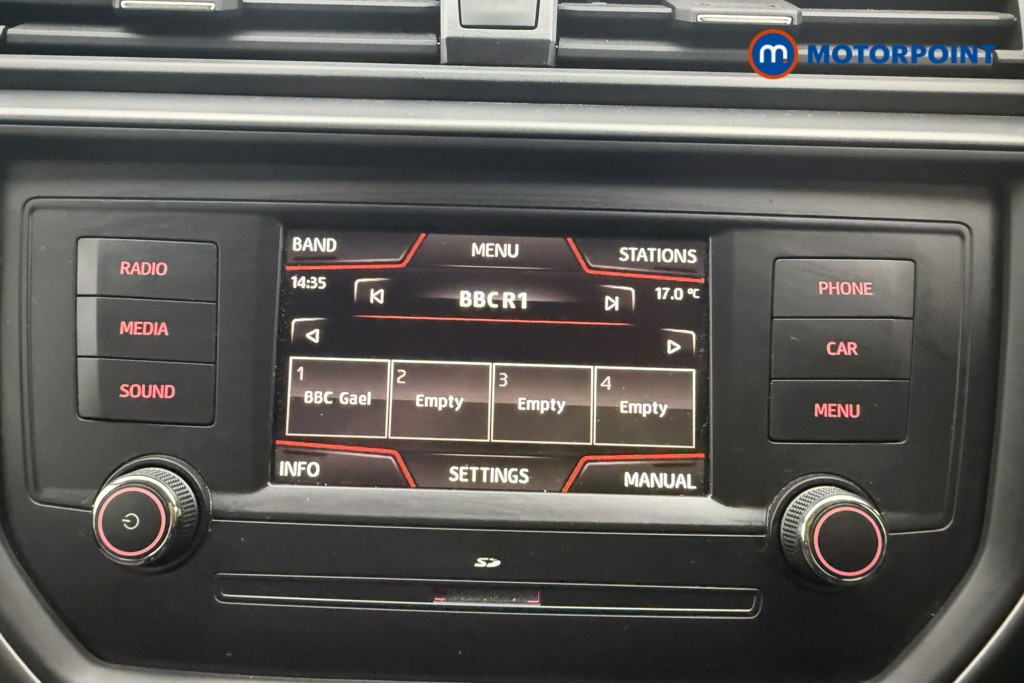 m. MOTORPOINT
BAND MENU STATIONS
14:35 BBC R1 17.0 °C
RADIO
MEDIA
SOUND
1 2 3 4
BBC Gael Empty Empty Empty
INFO SETTINGS MANUAL
PHONE
CAR
MENU
SD